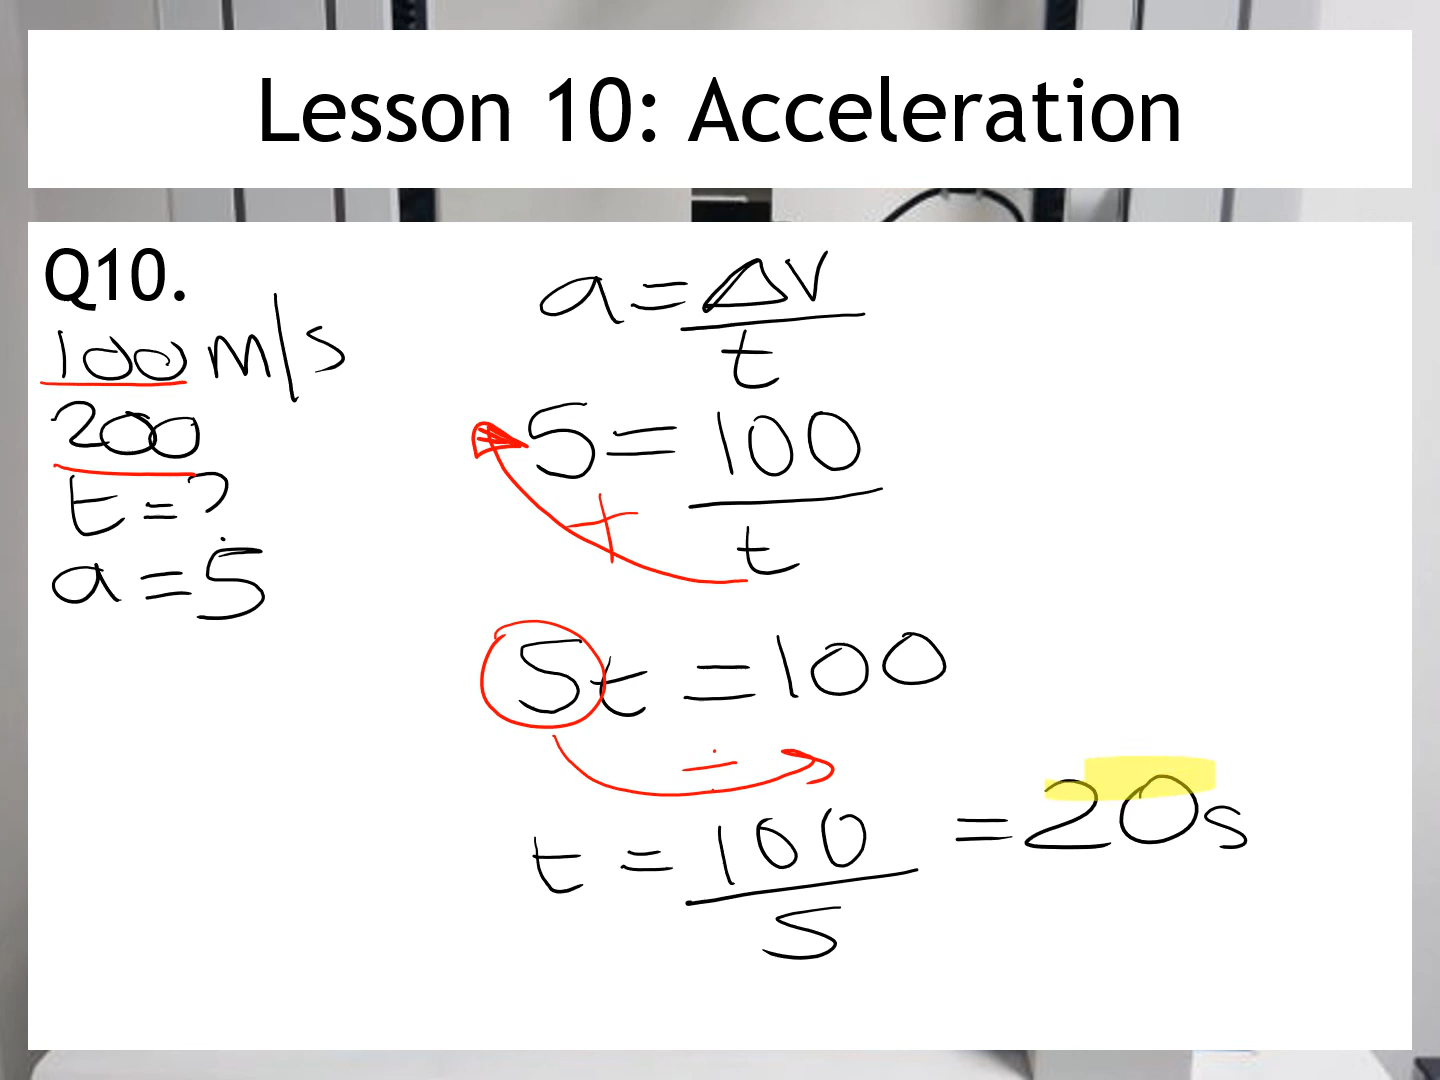 Lesson 10: Acceleration
Q10.
100 m/s
200
t = ?
a = 5
a = ΔV
t
5 = 100
t
5t = 100
÷
t = 100 = 20s
5